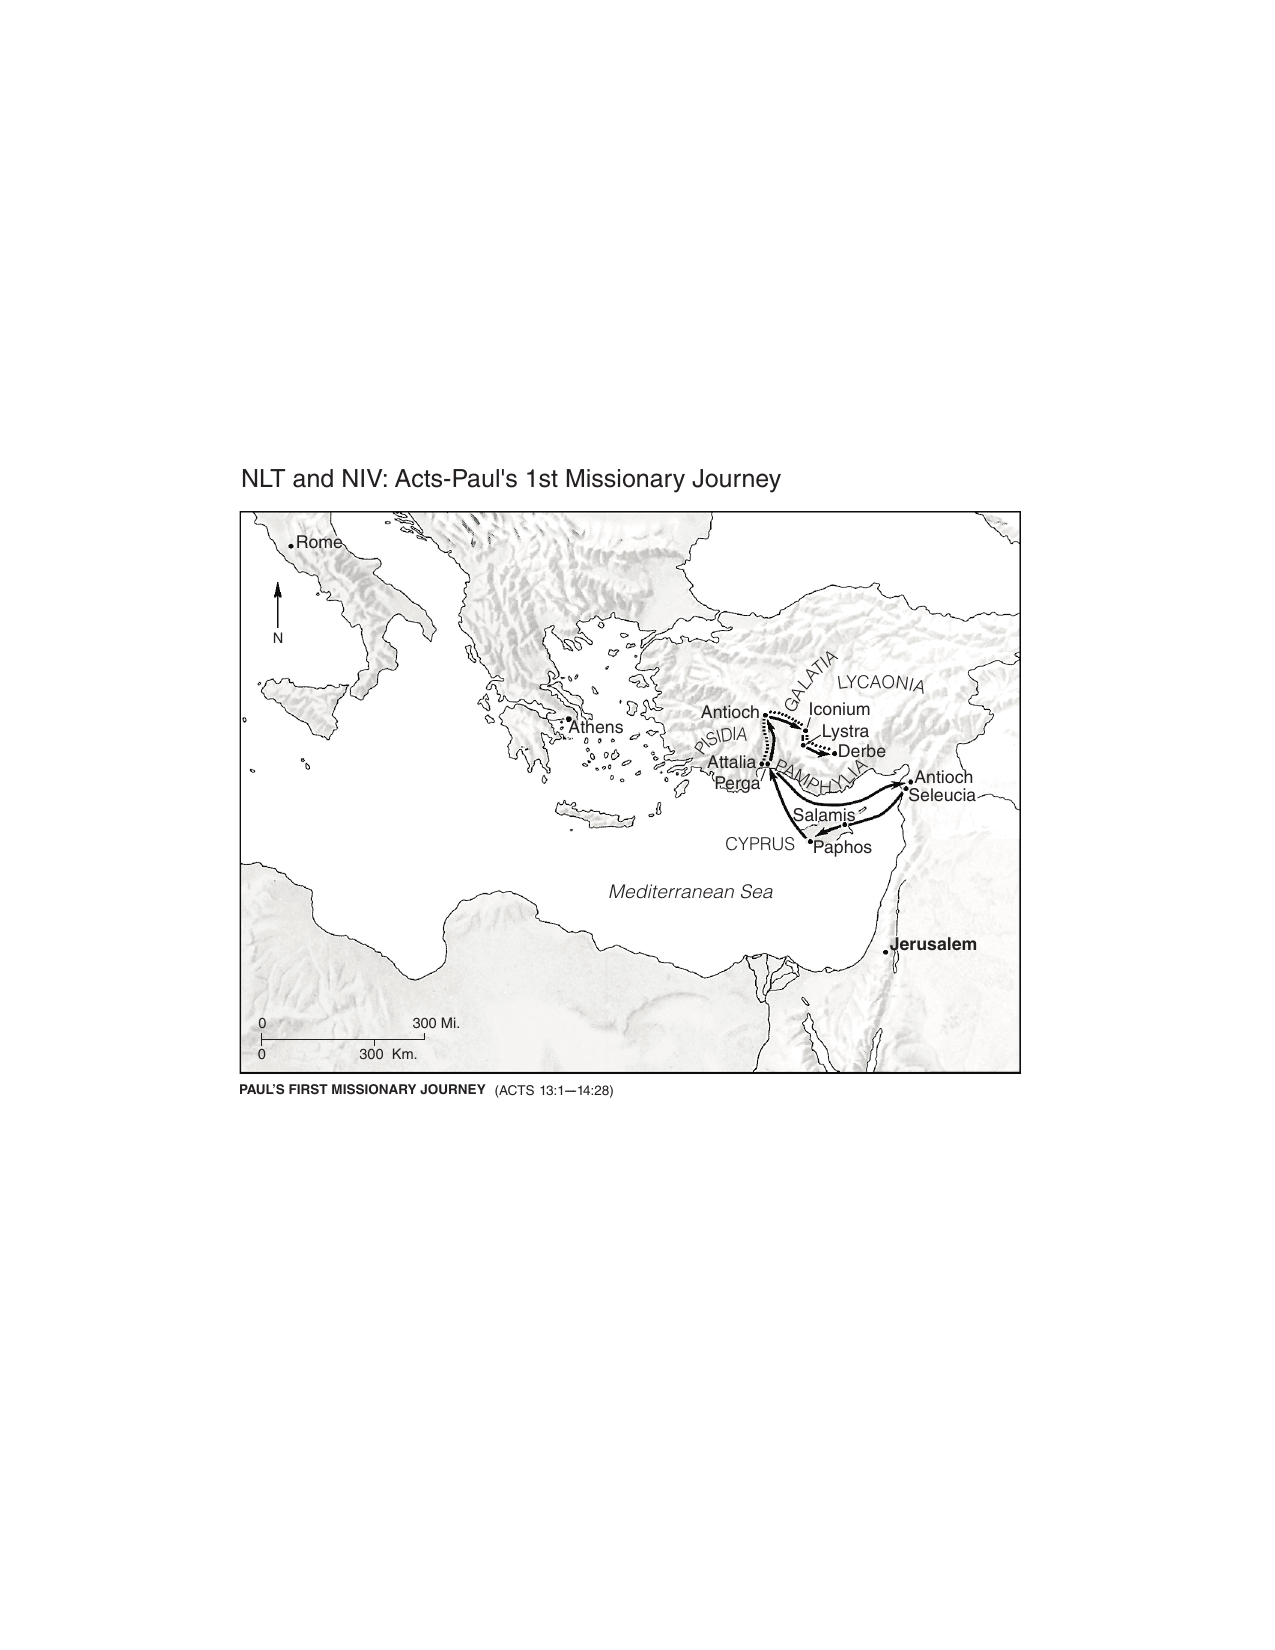 NLT and NIV: Acts-Paul's 1st Missionary Journey
Rome
N
GALATIA
LYCAONIA
Antioch
Iconium
Athens
PISIDIA
Lystra
Derbe
Attalia
PAMPHYLIA
Perga
Antioch
Seleucia
Salamis
CYPRUS
Paphos
Mediterranean Sea
Jerusalem
0 300 Mi.
0 300 Km.
PAUL'S FIRST MISSIONARY JOURNEY (ACTS 13:1—14:28)